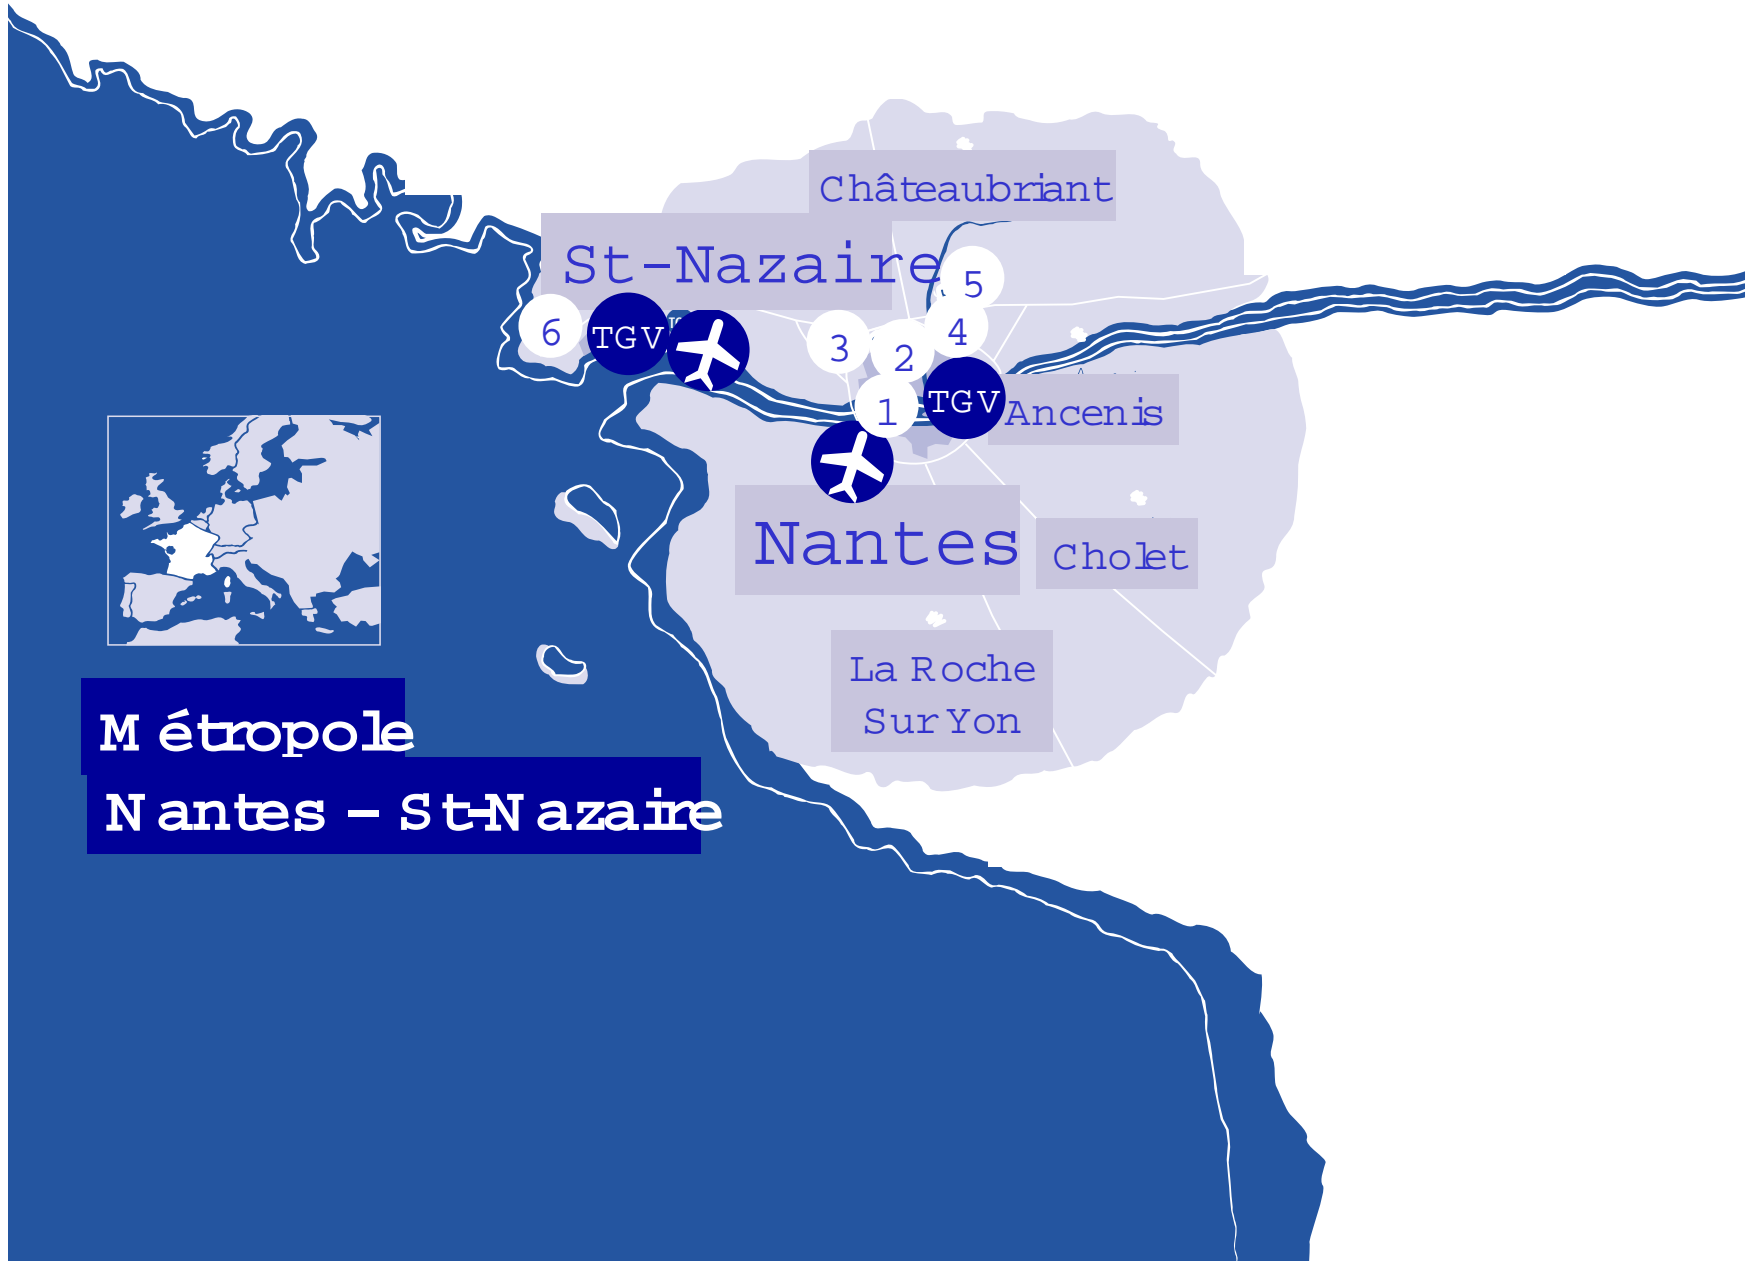 Châteaubriant
St-Nazaire
5
6
TGV
3
2
4
1
TGV
Ancenis
Nantes
Cholet
La Roche
Sur Yon
Métropole
Nantes – St-Nazaire